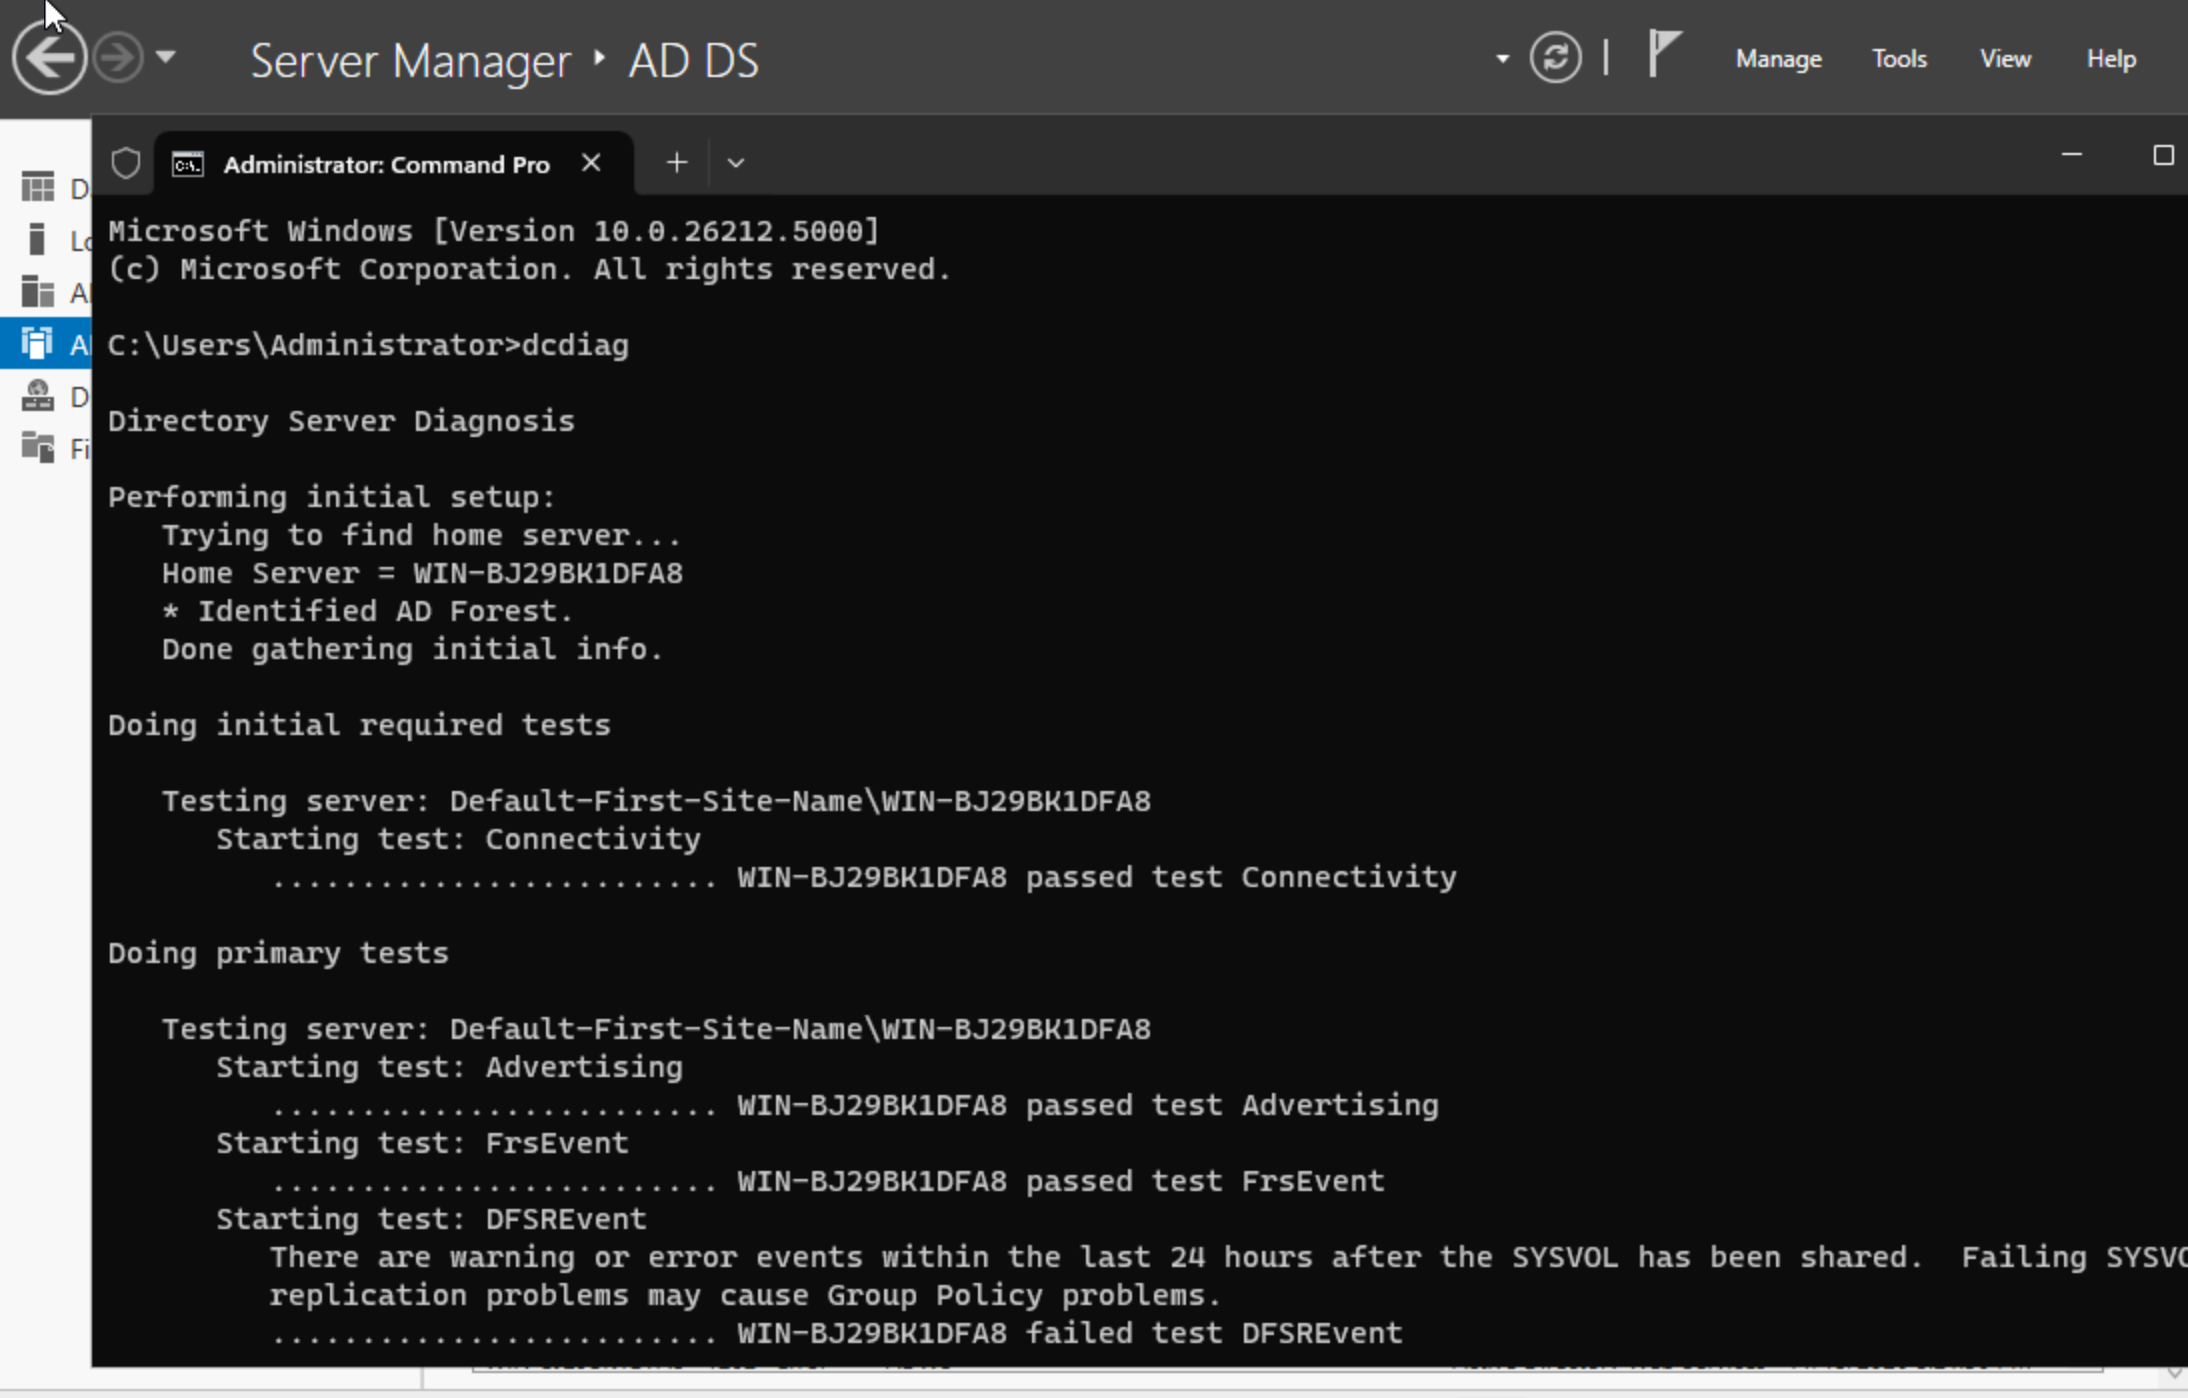 Server Manager ‣ AD DS
Manage Tools View Help
Administrator: Command Pro
Microsoft Windows [Version 10.0.26212.5000]
(c) Microsoft Corporation. All rights reserved.
C:\Users\Administrator>dcdiag
Directory Server Diagnosis
Performing initial setup:
Trying to find home server...
Home Server = WIN-BJ29BK1DFA8
* Identified AD Forest.
Done gathering initial info.
Doing initial required tests
Testing server: Default-First-Site-Name\WIN-BJ29BK1DFA8
Starting test: Connectivity
......................... WIN-BJ29BK1DFA8 passed test Connectivity
Doing primary tests
Testing server: Default-First-Site-Name\WIN-BJ29BK1DFA8
Starting test: Advertising
......................... WIN-BJ29BK1DFA8 passed test Advertising
Starting test: FrsEvent
......................... WIN-BJ29BK1DFA8 passed test FrsEvent
Starting test: DFSREvent
There are warning or error events within the last 24 hours after the SYSVOL has been shared.  Failing SYSVO
replication problems may cause Group Policy problems.
......................... WIN-BJ29BK1DFA8 failed test DFSREvent